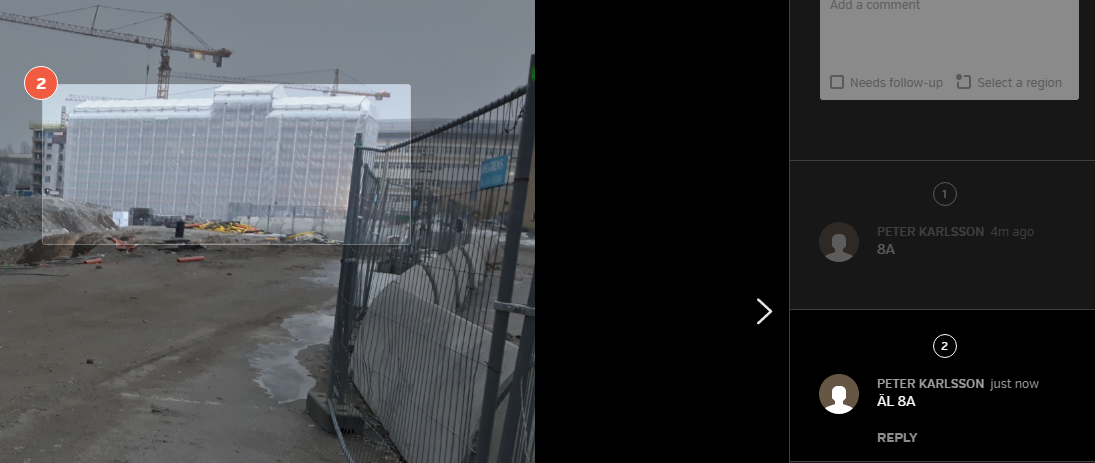 2
Add a comment
Needs follow-up
Select a region
1
PETER KARLSSON 4m ago
8A
2
PETER KARLSSON just now
ÄL 8A
REPLY